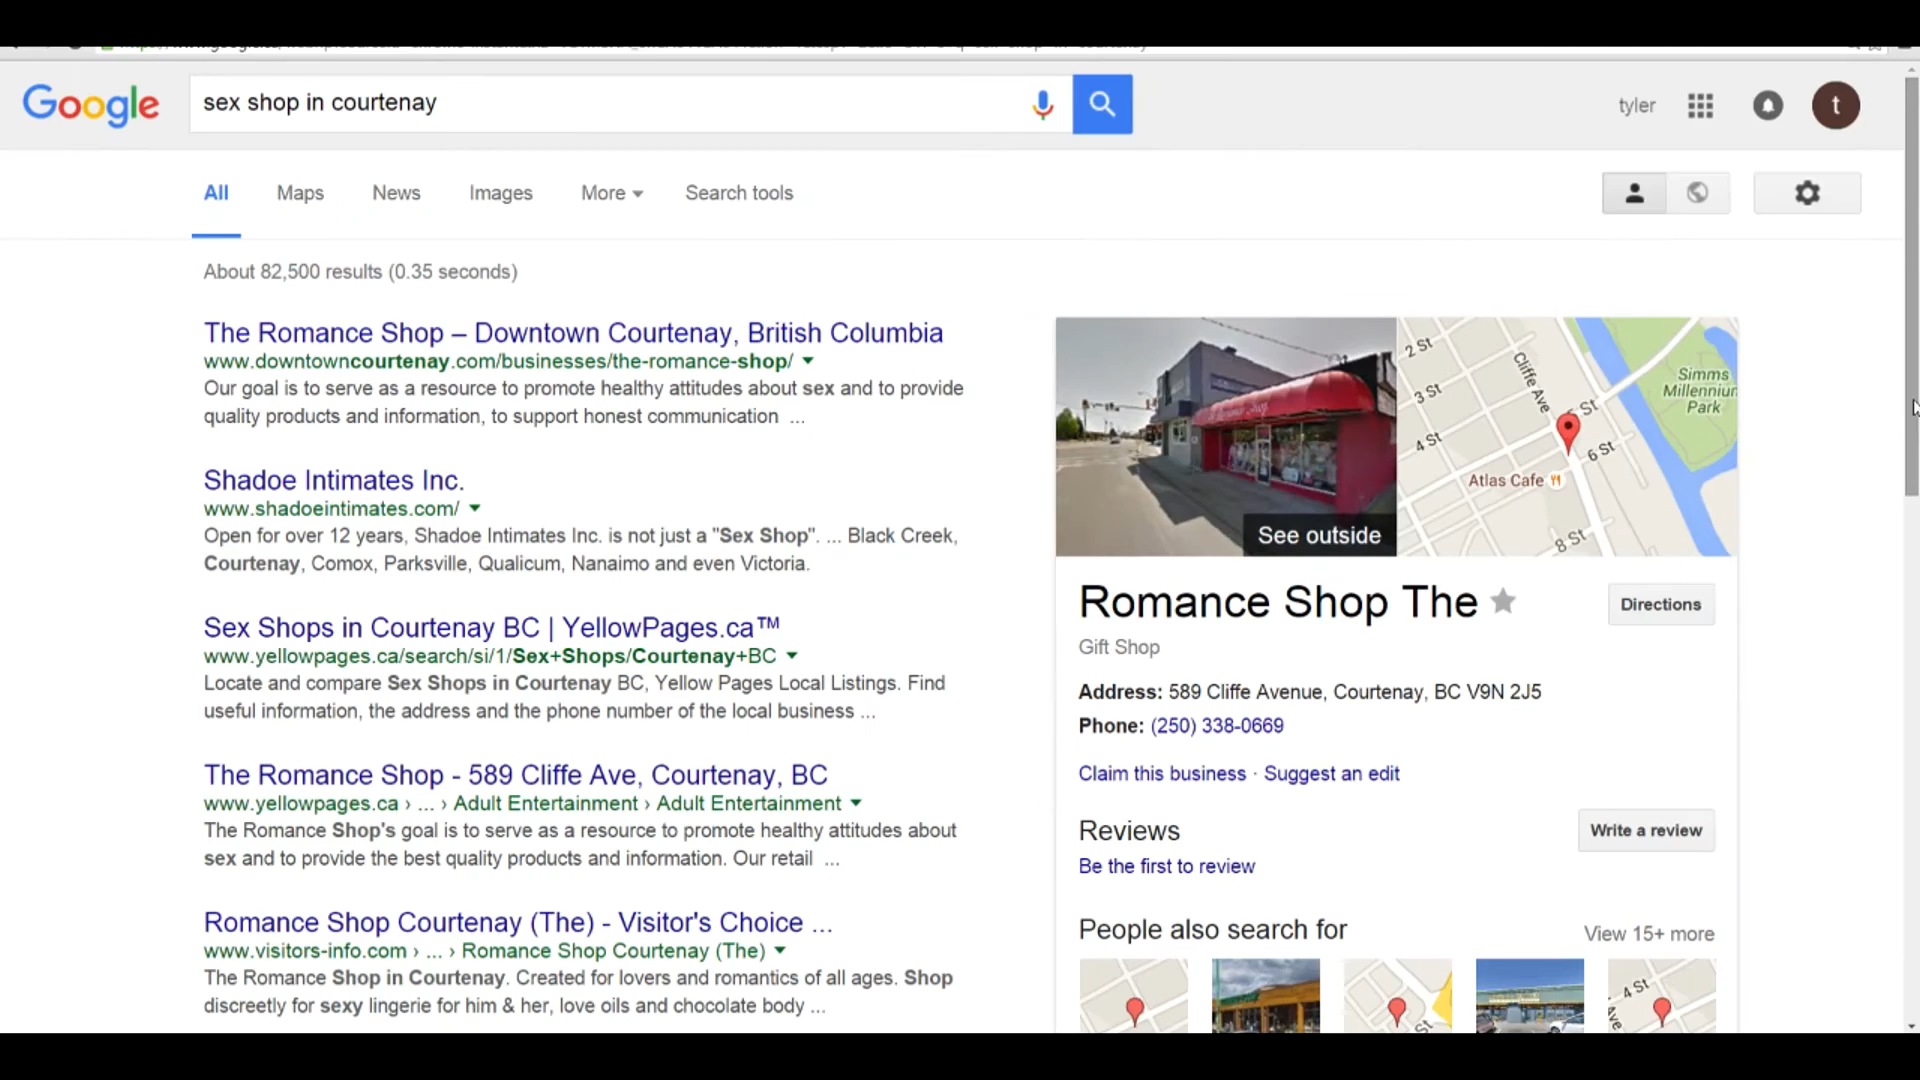 Google
sex shop in courtenay
tyler
t
All Maps News Images More Search tools
About 82,500 results (0.35 seconds)
The Romance Shop – Downtown Courtenay, British Columbia
www.downtowncourtenay.com/businesses/the-romance-shop/
Our goal is to serve as a resource to promote healthy attitudes about sex and to provide
quality products and information, to support honest communication ...
Shadoe Intimates Inc.
www.shadoeintimates.com/
Open for over 12 years, Shadoe Intimates Inc. is not just a "Sex Shop". ... Black Creek,
Courtenay, Comox, Parksville, Qualicum, Nanaimo and even Victoria.
Sex Shops in Courtenay BC | YellowPages.ca™
www.yellowpages.ca/search/si/1/Sex+Shops/Courtenay+BC
Locate and compare Sex Shops in Courtenay BC, Yellow Pages Local Listings. Find
useful information, the address and the phone number of the local business ...
The Romance Shop - 589 Cliffe Ave, Courtenay, BC
www.yellowpages.ca › ... › Adult Entertainment › Adult Entertainment
The Romance Shop's goal is to serve as a resource to promote healthy attitudes about
sex and to provide the best quality products and information. Our retail ...
Romance Shop Courtenay (The) - Visitor's Choice ...
www.visitors-info.com › ... › Romance Shop Courtenay (The)
The Romance Shop in Courtenay. Created for lovers and romantics of all ages. Shop
discreetly for sexy lingerie for him & her, love oils and chocolate body ...
See outside
2 St
3 St
4 St
Cliffe Ave
St
6 St
8 St
Atlas Cafe
Simms
Millennium
Park
Romance Shop The
Directions
Gift Shop
Address: 589 Cliffe Avenue, Courtenay, BC V9N 2J5
Phone: (250) 338-0669
Claim this business · Suggest an edit
Reviews
Write a review
Be the first to review
People also search for
View 15+ more
St
4 St
Ave